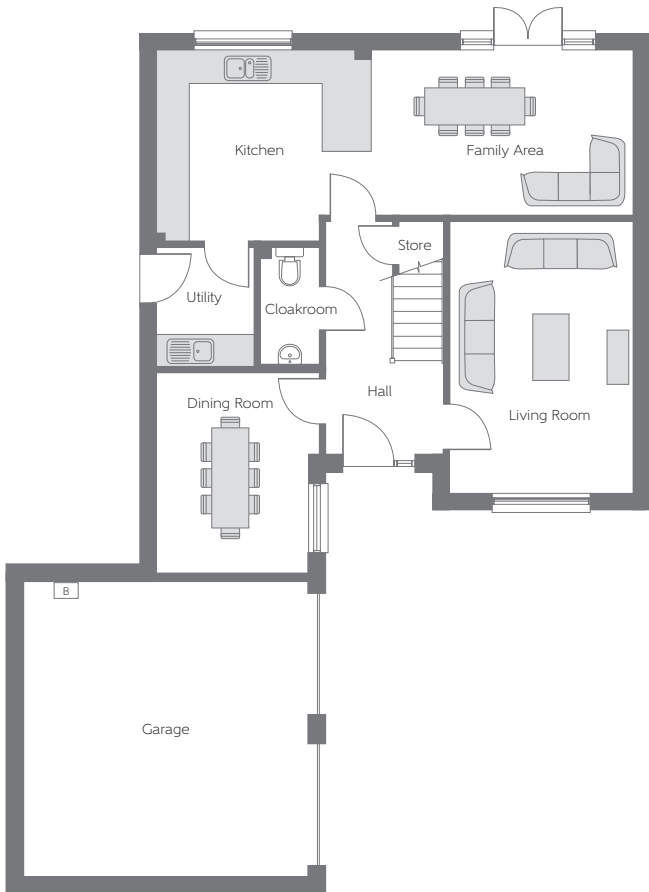 Kitchen
Family Area
Store
Utility
Cloakroom
Hall
Dining Room
Living Room
B
Garage